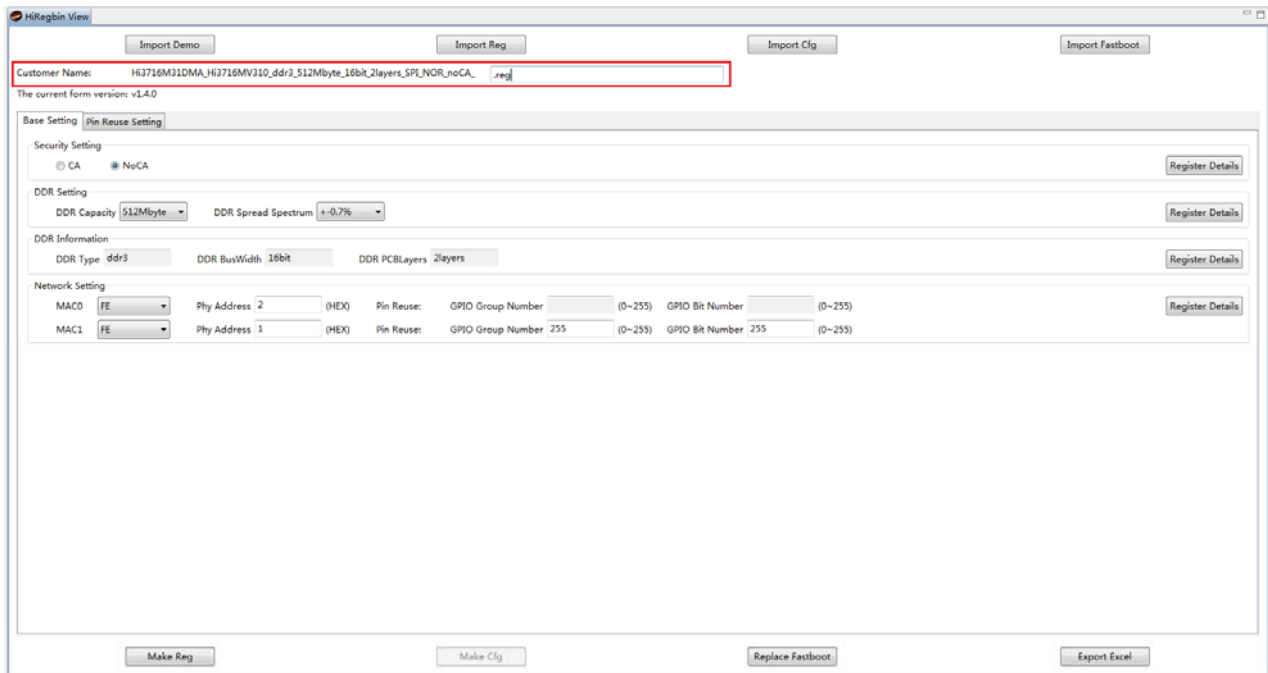 HiRegbin View
Import Demo Import Reg Import Cfg Import Fastboot
Customer Name: Hi3716M31DMA_Hi3716MV310_ddr3_512Mbyte_16bit_2layers_SPI_NOR_noCA_ .reg
The current form version: v1.4.0
Base Setting Pin Reuse Setting
Security Setting
CA NoCA Register Details
DDR Setting
DDR Capacity 512Mbyte DDR Spread Spectrum +-0.7% Register Details
DDR Information
DDR Type ddr3 DDR BusWidth 16bit DDR PCBLayers 2layers Register Details
Network Setting
MAC0 FE Phy Address 2 (HEX) Pin Reuse: GPIO Group Number (0~255) GPIO Bit Number (0~255) Register Details
MAC1 FE Phy Address 1 (HEX) Pin Reuse: GPIO Group Number 255 (0~255) GPIO Bit Number 255 (0~255)
Make Reg Make Cfg Replace Fastboot Export Excel